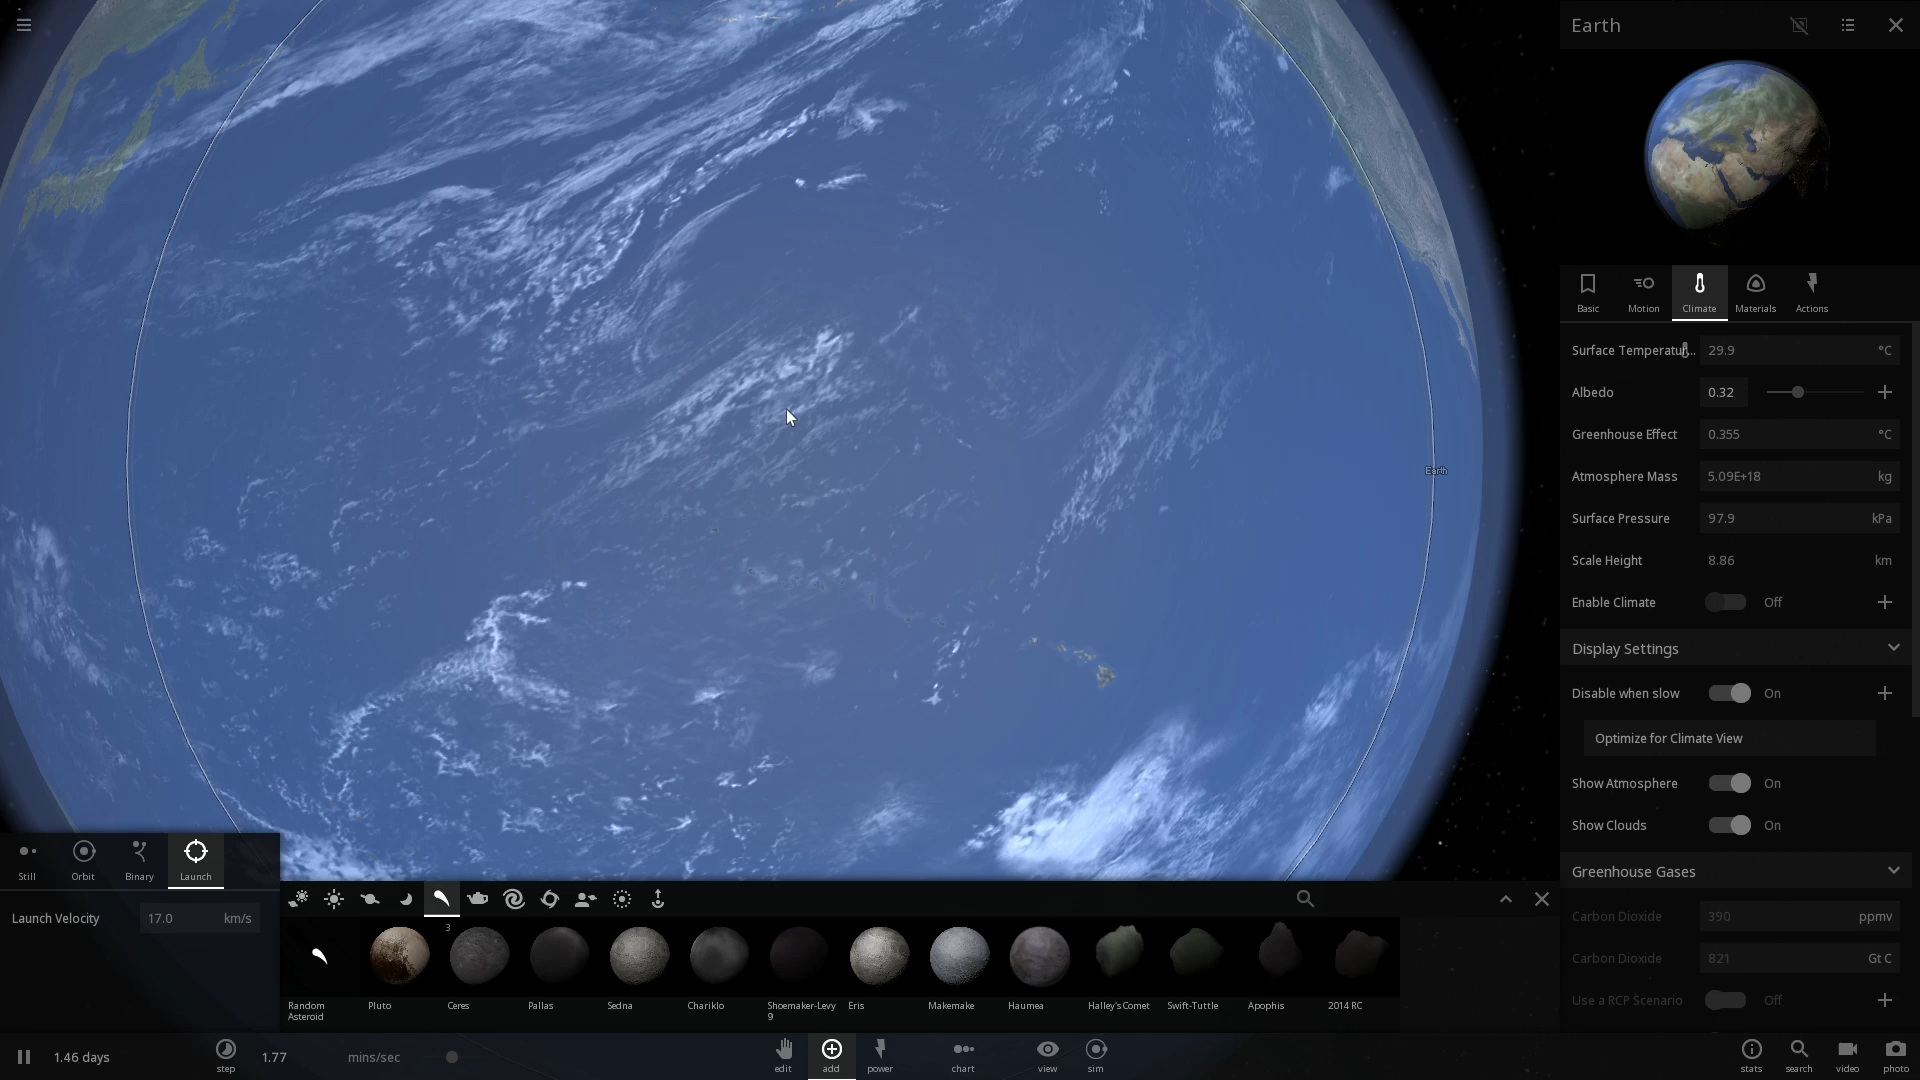 Earth
Basic
Motion
Climate
Materials
Actions
Surface Temperatur...
29.9 °C
Albedo
0.32
Greenhouse Effect
0.355 °C
Atmosphere Mass
5.09E+18 kg
Surface Pressure
97.9 kPa
Scale Height
8.86 km
Enable Climate
Off
Display Settings
Disable when slow
On
Optimize for Climate View
Show Atmosphere
On
Show Clouds
On
Greenhouse Gases
Carbon Dioxide
390 ppmv
Carbon Dioxide
821 Gt C
Use a RCP Scenario
Off
Earth
Still
Orbit
Binary
Launch
Launch Velocity
17.0 km/s
3
Random
Asteroid
Pluto
Ceres
Pallas
Sedna
Chariklo
Shoemaker-Levy
9
Eris
Makemake
Haumea
Halley's Comet
Swift-Tuttle
Apophis
2014 RC
1.46 days
step
1.77 mins/sec
edit
add
power
chart
view
sim
stats
search
video
photo